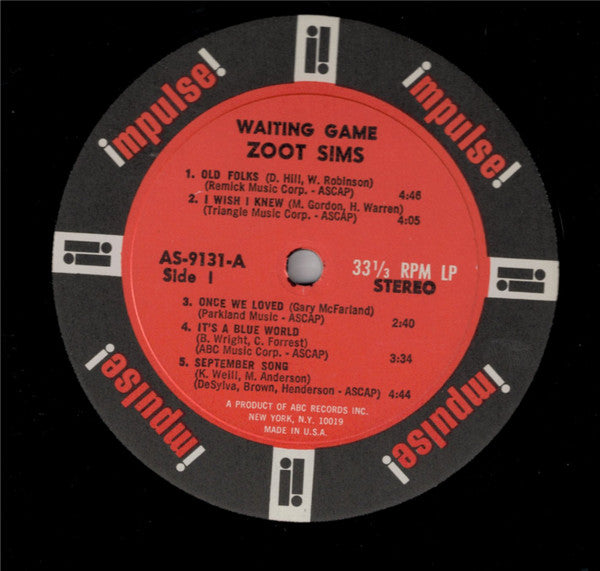 impulse!
impulse!
WAITING GAME
ZOOT SIMS
1. OLD FOLKS (D. Hill, W. Robinson)
(Remick Music Corp. - ASCAP) 4:46
2. I WISH I KNEW (M. Gordon, H. Warren)
(Triangle Music Corp. - ASCAP) 4:05
AS-9131-A
Side 1
33 1/3 RPM LP
STEREO
3. ONCE WE LOVED (Gary McFarland)
(Parkland Music - ASCAP) 2:40
4. IT'S A BLUE WORLD
(B. Wright, C. Forrest)
(ABC Music Corp. - ASCAP) 3:34
5. SEPTEMBER SONG
(K. Weill, M. Anderson)
(DeSylva, Brown, Henderson - ASCAP) 4:44
A PRODUCT OF ABC RECORDS INC.
NEW YORK, N.Y. 10019
MADE IN U.S.A.
impulse!
impulse!